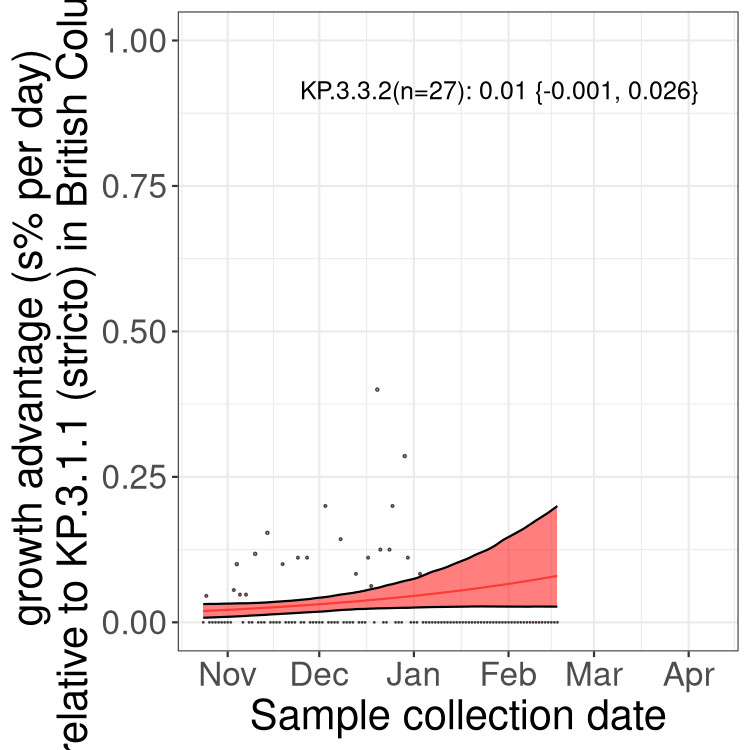 growth advantage (s% per day)
relative to KP.3.1.1 (stricto) in British Colu
1.00
0.75
0.50
0.25
0.00
KP.3.3.2(n=27): 0.01 {-0.001, 0.026}
Nov Dec Jan Feb Mar Apr
Sample collection date